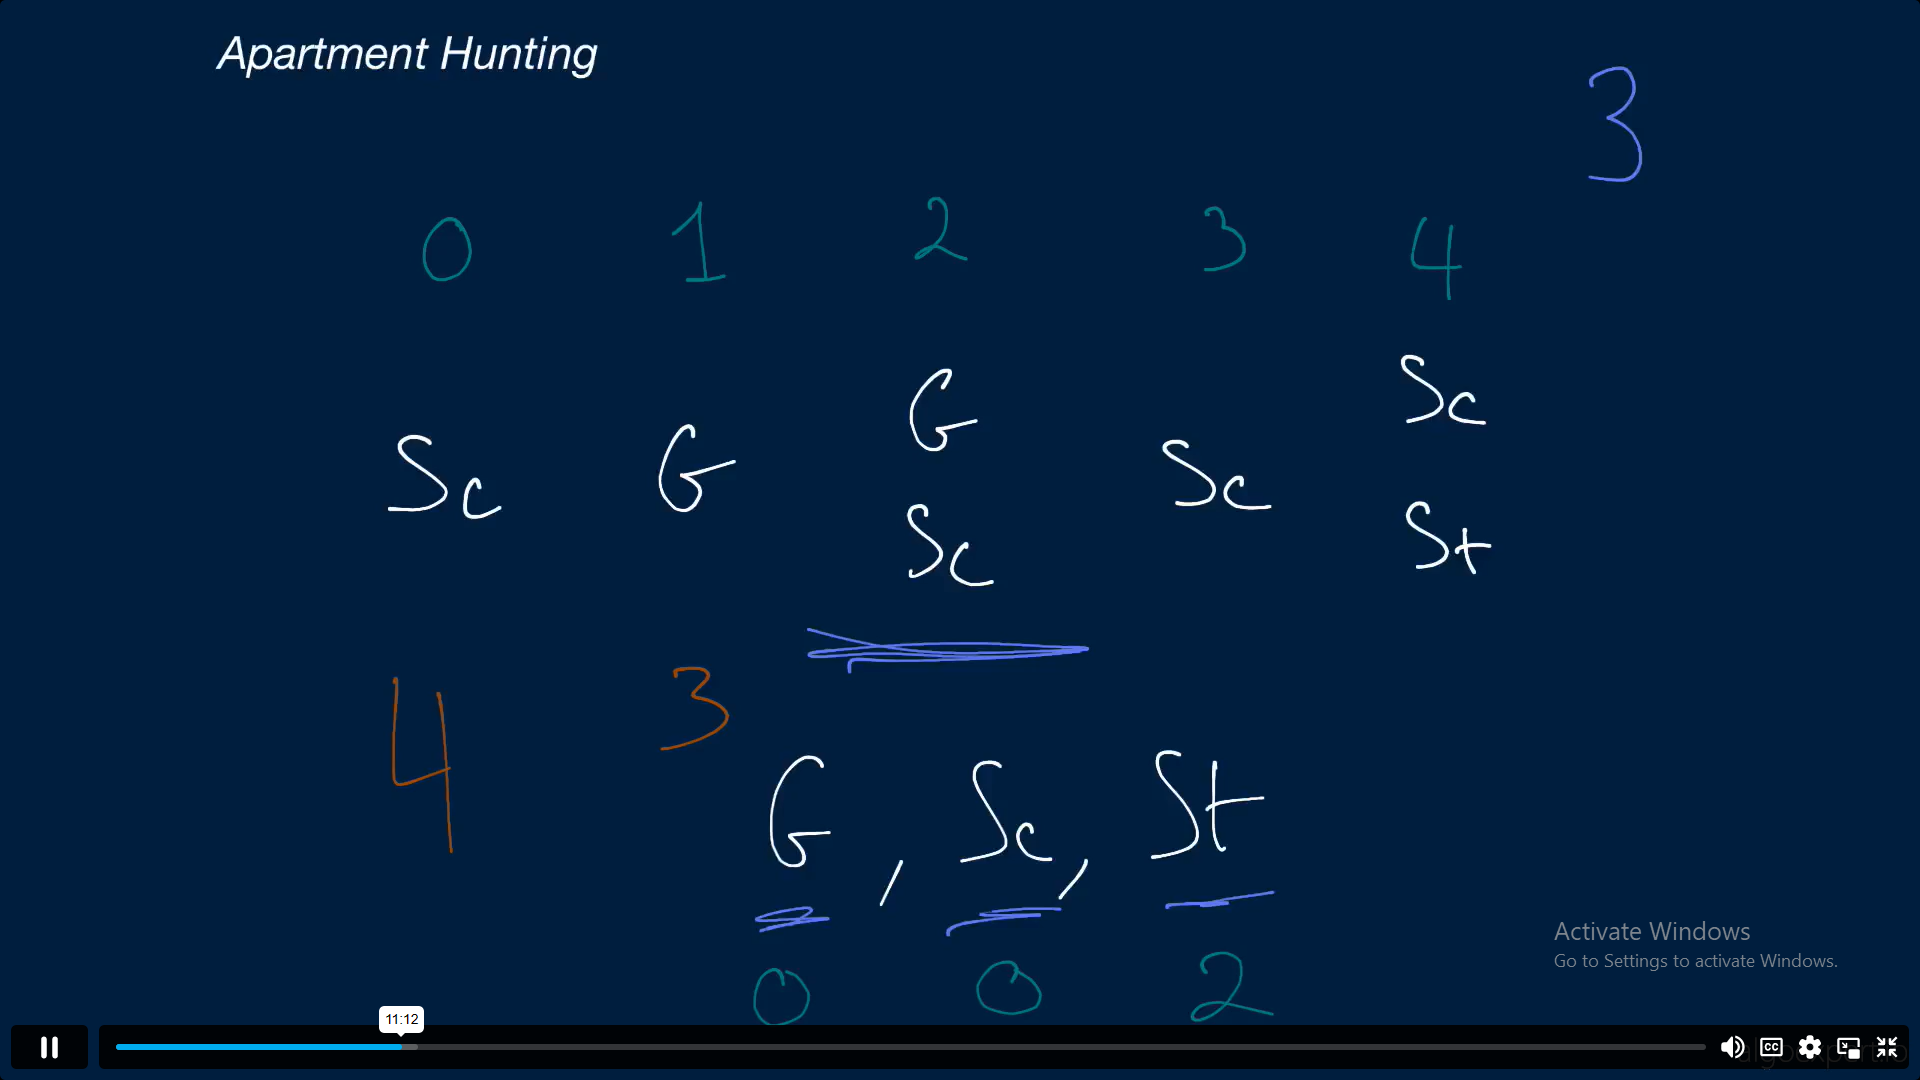 Apartment Hunting
3
0 1 2 3 4
G Sc
Sc G Sc
Sc St
4 3
G , Sc , St
0 0 2
Activate Windows
Go to Settings to activate Windows.
11:12
CC